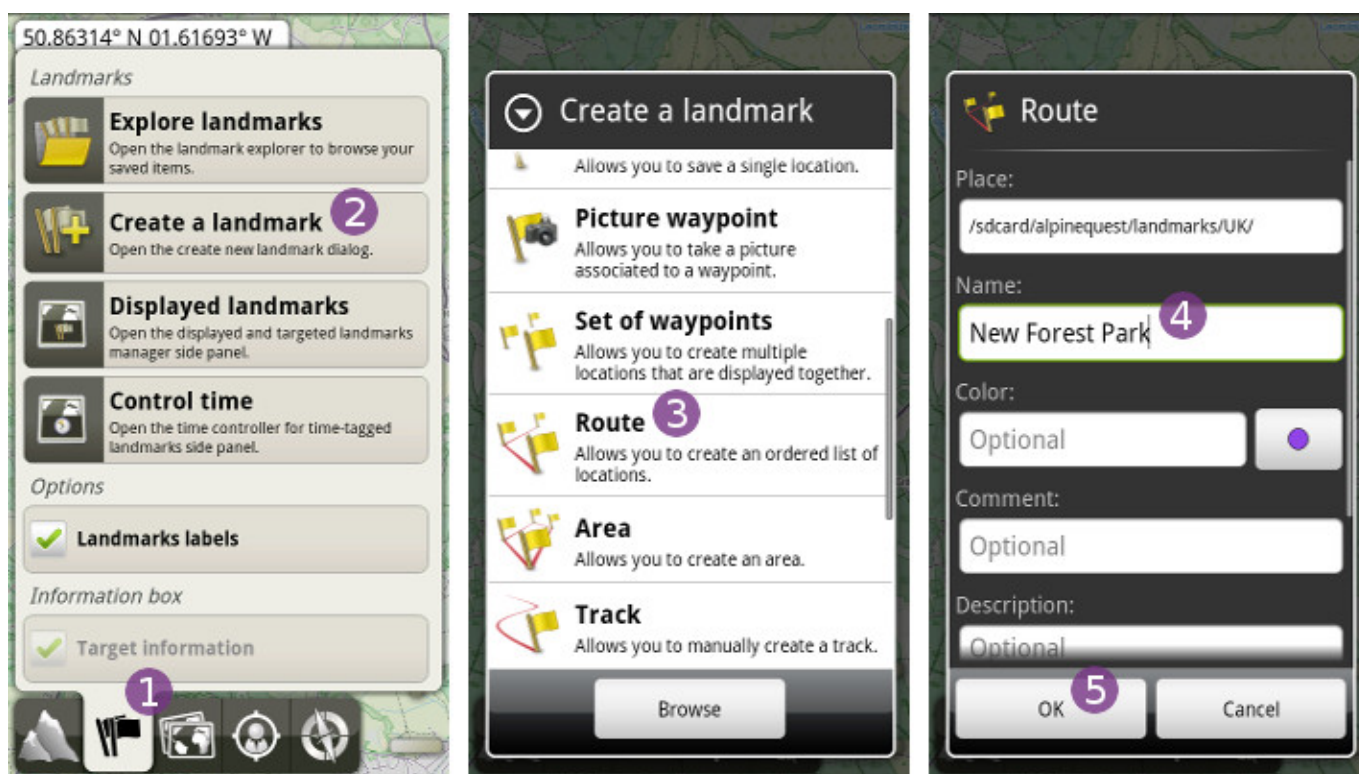 50.86314° N 01.61693° W
Landmarks
Explore landmarks
Open the landmark explorer to browse your
saved items.
Create a landmark
2
Open the create new landmark dialog.
Displayed landmarks
Open the displayed and targeted landmarks
manager side panel.
Control time
Open the time controller for time-tagged
landmarks side panel.
Options
Landmarks labels
Information box
Target information
1
Create a landmark
Allows you to save a single location.
Picture waypoint
Allows you to take a picture
associated to a waypoint.
Set of waypoints
Allows you to create multiple
locations that are displayed together.
Route
3
Allows you to create an ordered list of
locations.
Area
Allows you to create an area.
Track
Allows you to manually create a track.
Browse
Route
Place:
/sdcard/alpinequest/landmarks/UK/
Name:
New Forest Park
4
Color:
Optional
Comment:
Optional
Description:
Optional
OK
5
Cancel